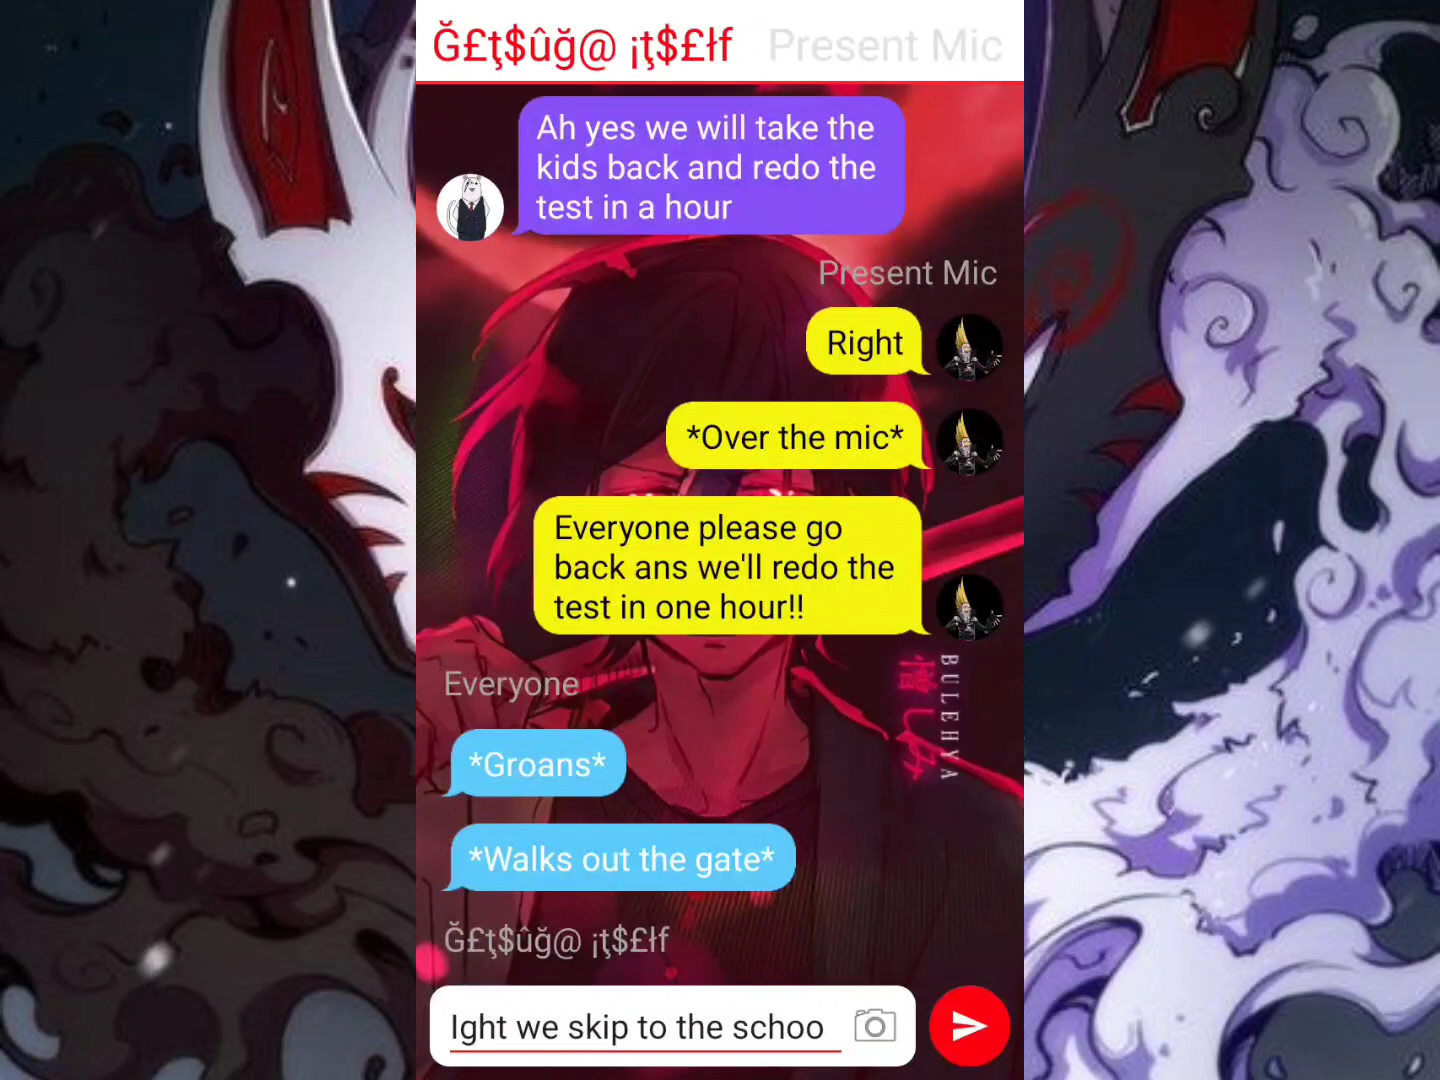 Ğ£ţ$ûğ@ ¡ţ$£łf Present Mic
Ah yes we will take the
kids back and redo the
test in a hour
Present Mic
Right
*Over the mic*
Everyone please go
back ans we'll redo the
test in one hour!!
BULEHYA
Everyone
*Groans*
*Walks out the gate*
Ğ£ţ$ûğ@ ¡ţ$£łf
Ight we skip to the schoo